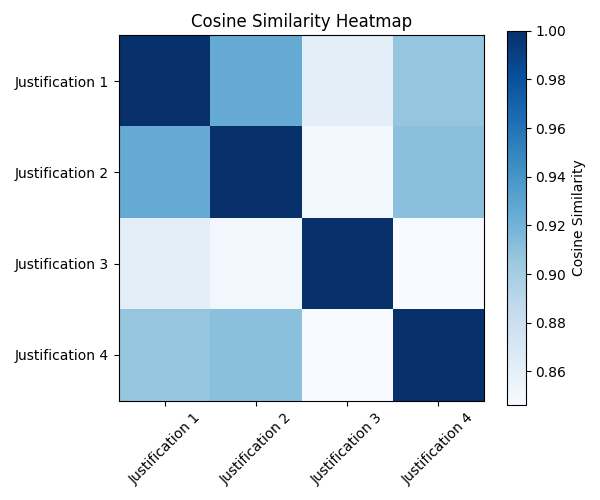 Cosine Similarity Heatmap
Justification 1
Justification 2
Justification 3
Justification 4
Justification 1
Justification 2
Justification 3
Justification 4
1.00
0.98
0.96
0.94
0.92
0.90
0.88
0.86
Cosine Similarity